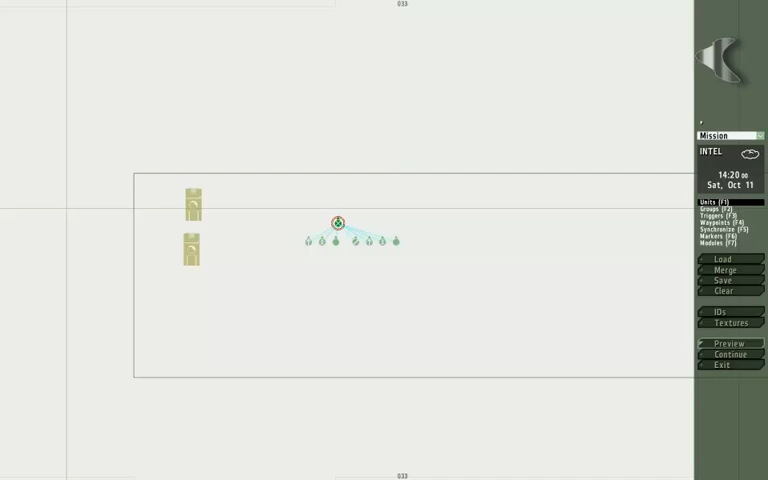 033
Mission
INTEL
14:20 00
Sat, Oct 11
Units (F1)
Groups (F2)
Triggers (F3)
Waypoints (F4)
Synchronize (F5)
Markers (F6)
Modules (F7)
Load
Merge
Save
Clear
IDs
Textures
Preview
Continue
Exit
033